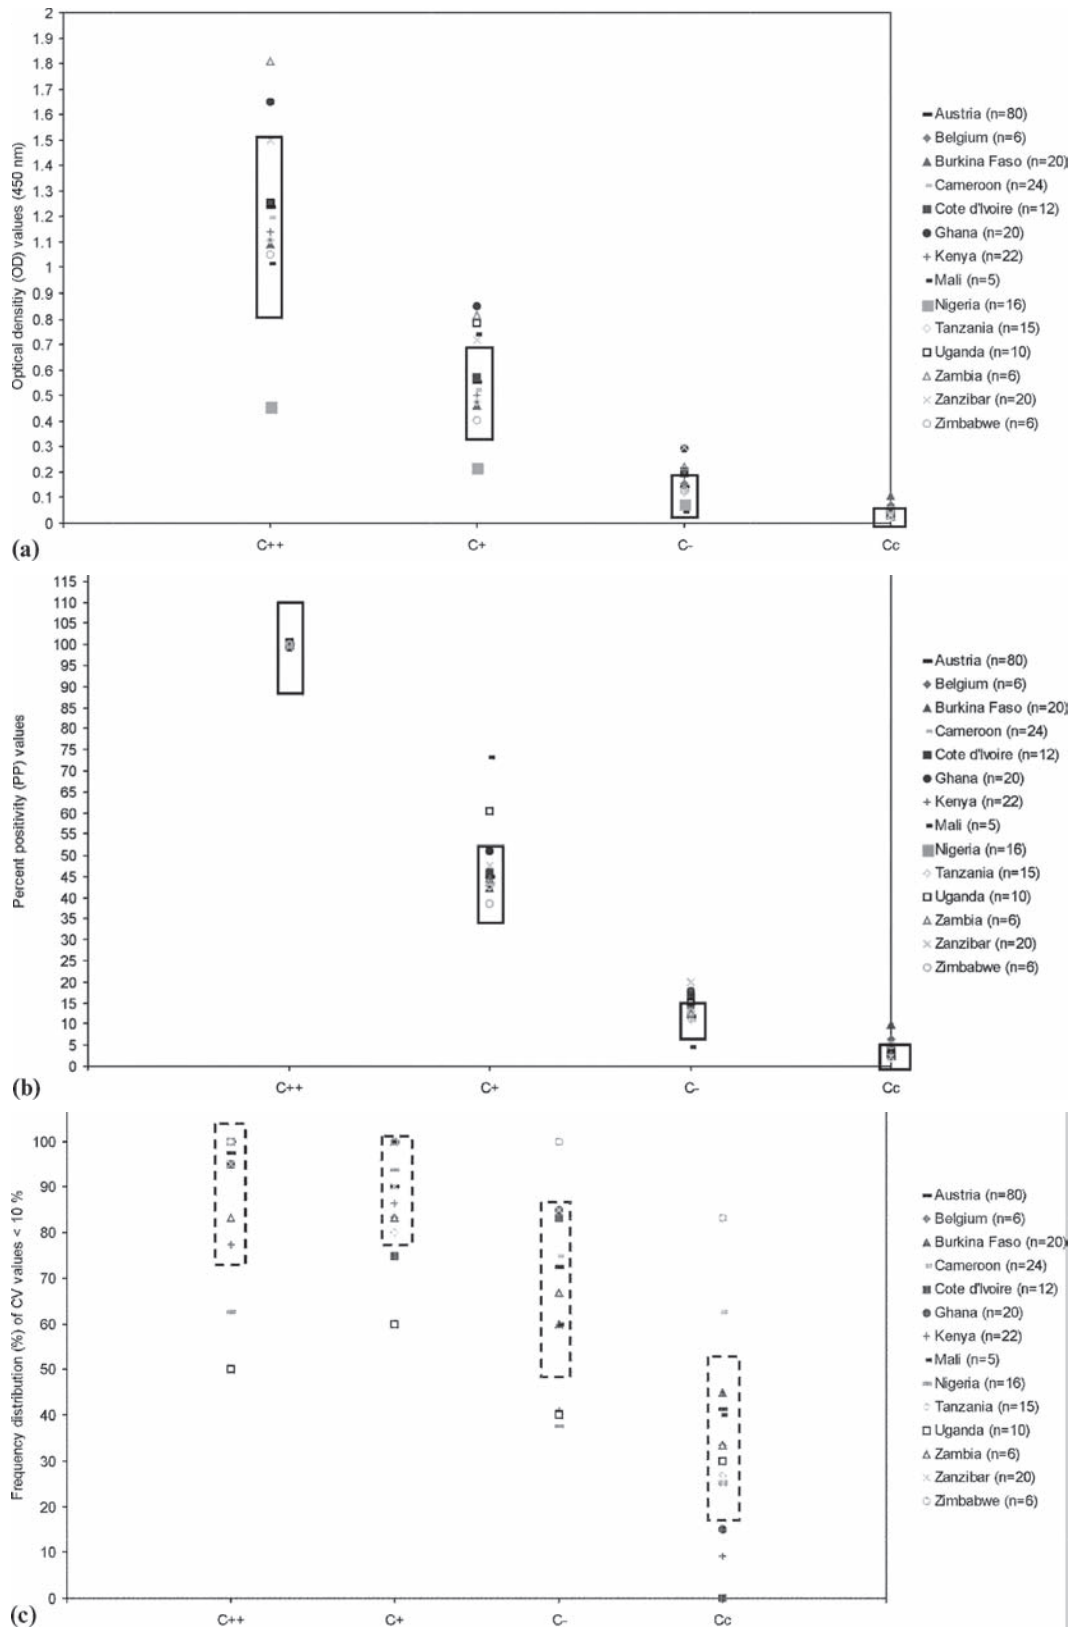 Optical densitiy (OD) values (450 nm)
2
1.9
1.8
1.7
1.6
1.5
1.4
1.3
1.2
1.1
1
0.9
0.8
0.7
0.6
0.5
0.4
0.3
0.2
0.1
0
C++ C+ C- Cc
Austria (n=80)
Belgium (n=6)
Burkina Faso (n=20)
Cameroon (n=24)
Cote d'Ivoire (n=12)
Ghana (n=20)
Kenya (n=22)
Mali (n=5)
Nigeria (n=16)
Tanzania (n=15)
Uganda (n=10)
Zambia (n=6)
Zanzibar (n=20)
Zimbabwe (n=6)
(a)
Percent positivity (PP) values
115
110
105
100
95
90
85
80
75
70
65
60
55
50
45
40
35
30
25
20
15
10
5
0
C++ C+ C- Cc
Austria (n=80)
Belgium (n=6)
Burkina Faso (n=20)
Cameroon (n=24)
Cote d'Ivoire (n=12)
Ghana (n=20)
Kenya (n=22)
Mali (n=5)
Nigeria (n=16)
Tanzania (n=15)
Uganda (n=10)
Zambia (n=6)
Zanzibar (n=20)
Zimbabwe (n=6)
(b)
Frequency distribution (%) of CV values < 10 %
100
90
80
70
60
50
40
30
20
10
0
C++ C+ C- Cc
Austria (n=80)
Belgium (n=6)
Burkina Faso (n=20)
Cameroon (n=24)
Cote d'Ivoire (n=12)
Ghana (n=20)
Kenya (n=22)
Mali (n=5)
Nigeria (n=16)
Tanzania (n=15)
Uganda (n=10)
Zambia (n=6)
Zanzibar (n=20)
Zimbabwe (n=6)
(c)